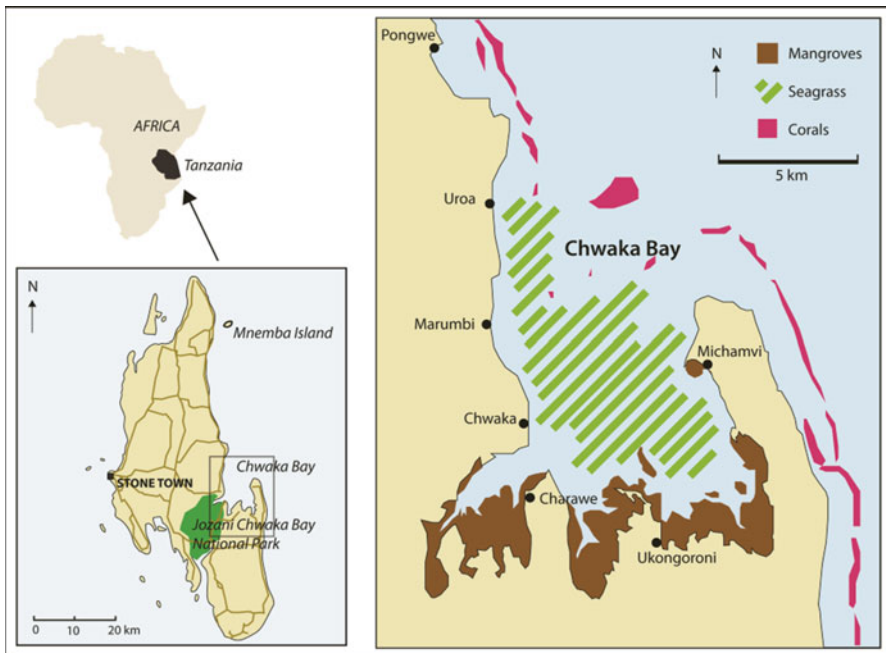 AFRICA
Tanzania
N
Mnemba Island
Chwaka Bay
STONE TOWN
Jozani Chwaka Bay
National Park
0 10 20 km
Pongwe
N
Mangroves
Seagrass
Corals
5 km
Uroa
Chwaka Bay
Marumbi
Michamvi
Chwaka
Charawe
Ukongoroni